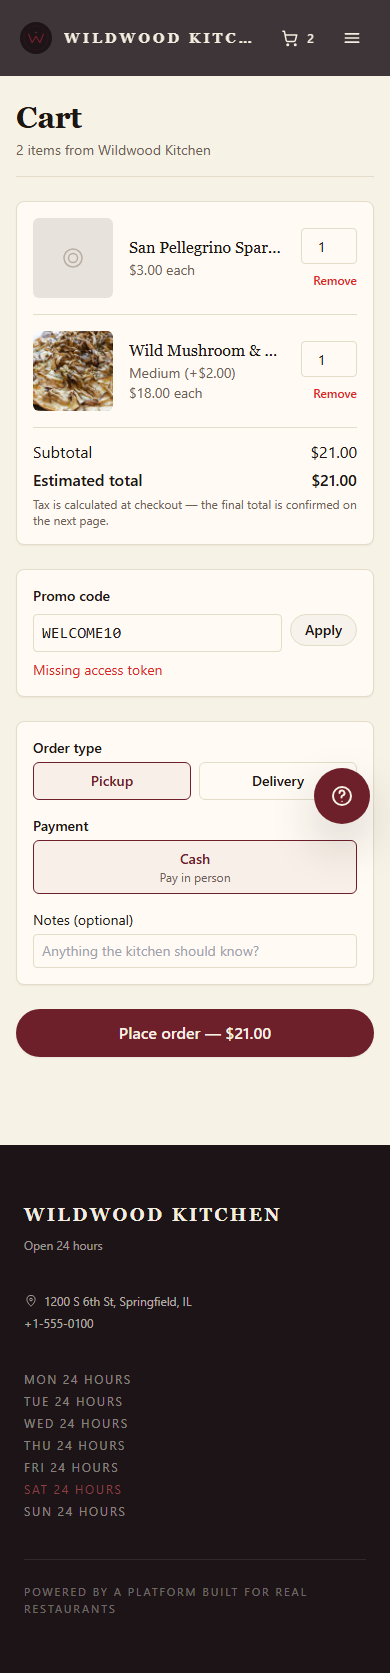 WILDWOOD KITC...
2
Cart
2 items from Wildwood Kitchen
San Pellegrino Spar...
$3.00 each
1
Remove
Wild Mushroom & ...
Medium (+$2.00)
$18.00 each
1
Remove
Subtotal $21.00
Estimated total $21.00
Tax is calculated at checkout — the final total is confirmed on
the next page.
Promo code
WELCOME10
Apply
Missing access token
Order type
Pickup
Delivery
Payment
Cash
Pay in person
Notes (optional)
Anything the kitchen should know?
Place order — $21.00
WILDWOOD KITCHEN
Open 24 hours
1200 S 6th St, Springfield, IL
+1-555-0100
MON 24 HOURS
TUE 24 HOURS
WED 24 HOURS
THU 24 HOURS
FRI 24 HOURS
SAT 24 HOURS
SUN 24 HOURS
POWERED BY A PLATFORM BUILT FOR REAL
RESTAURANTS